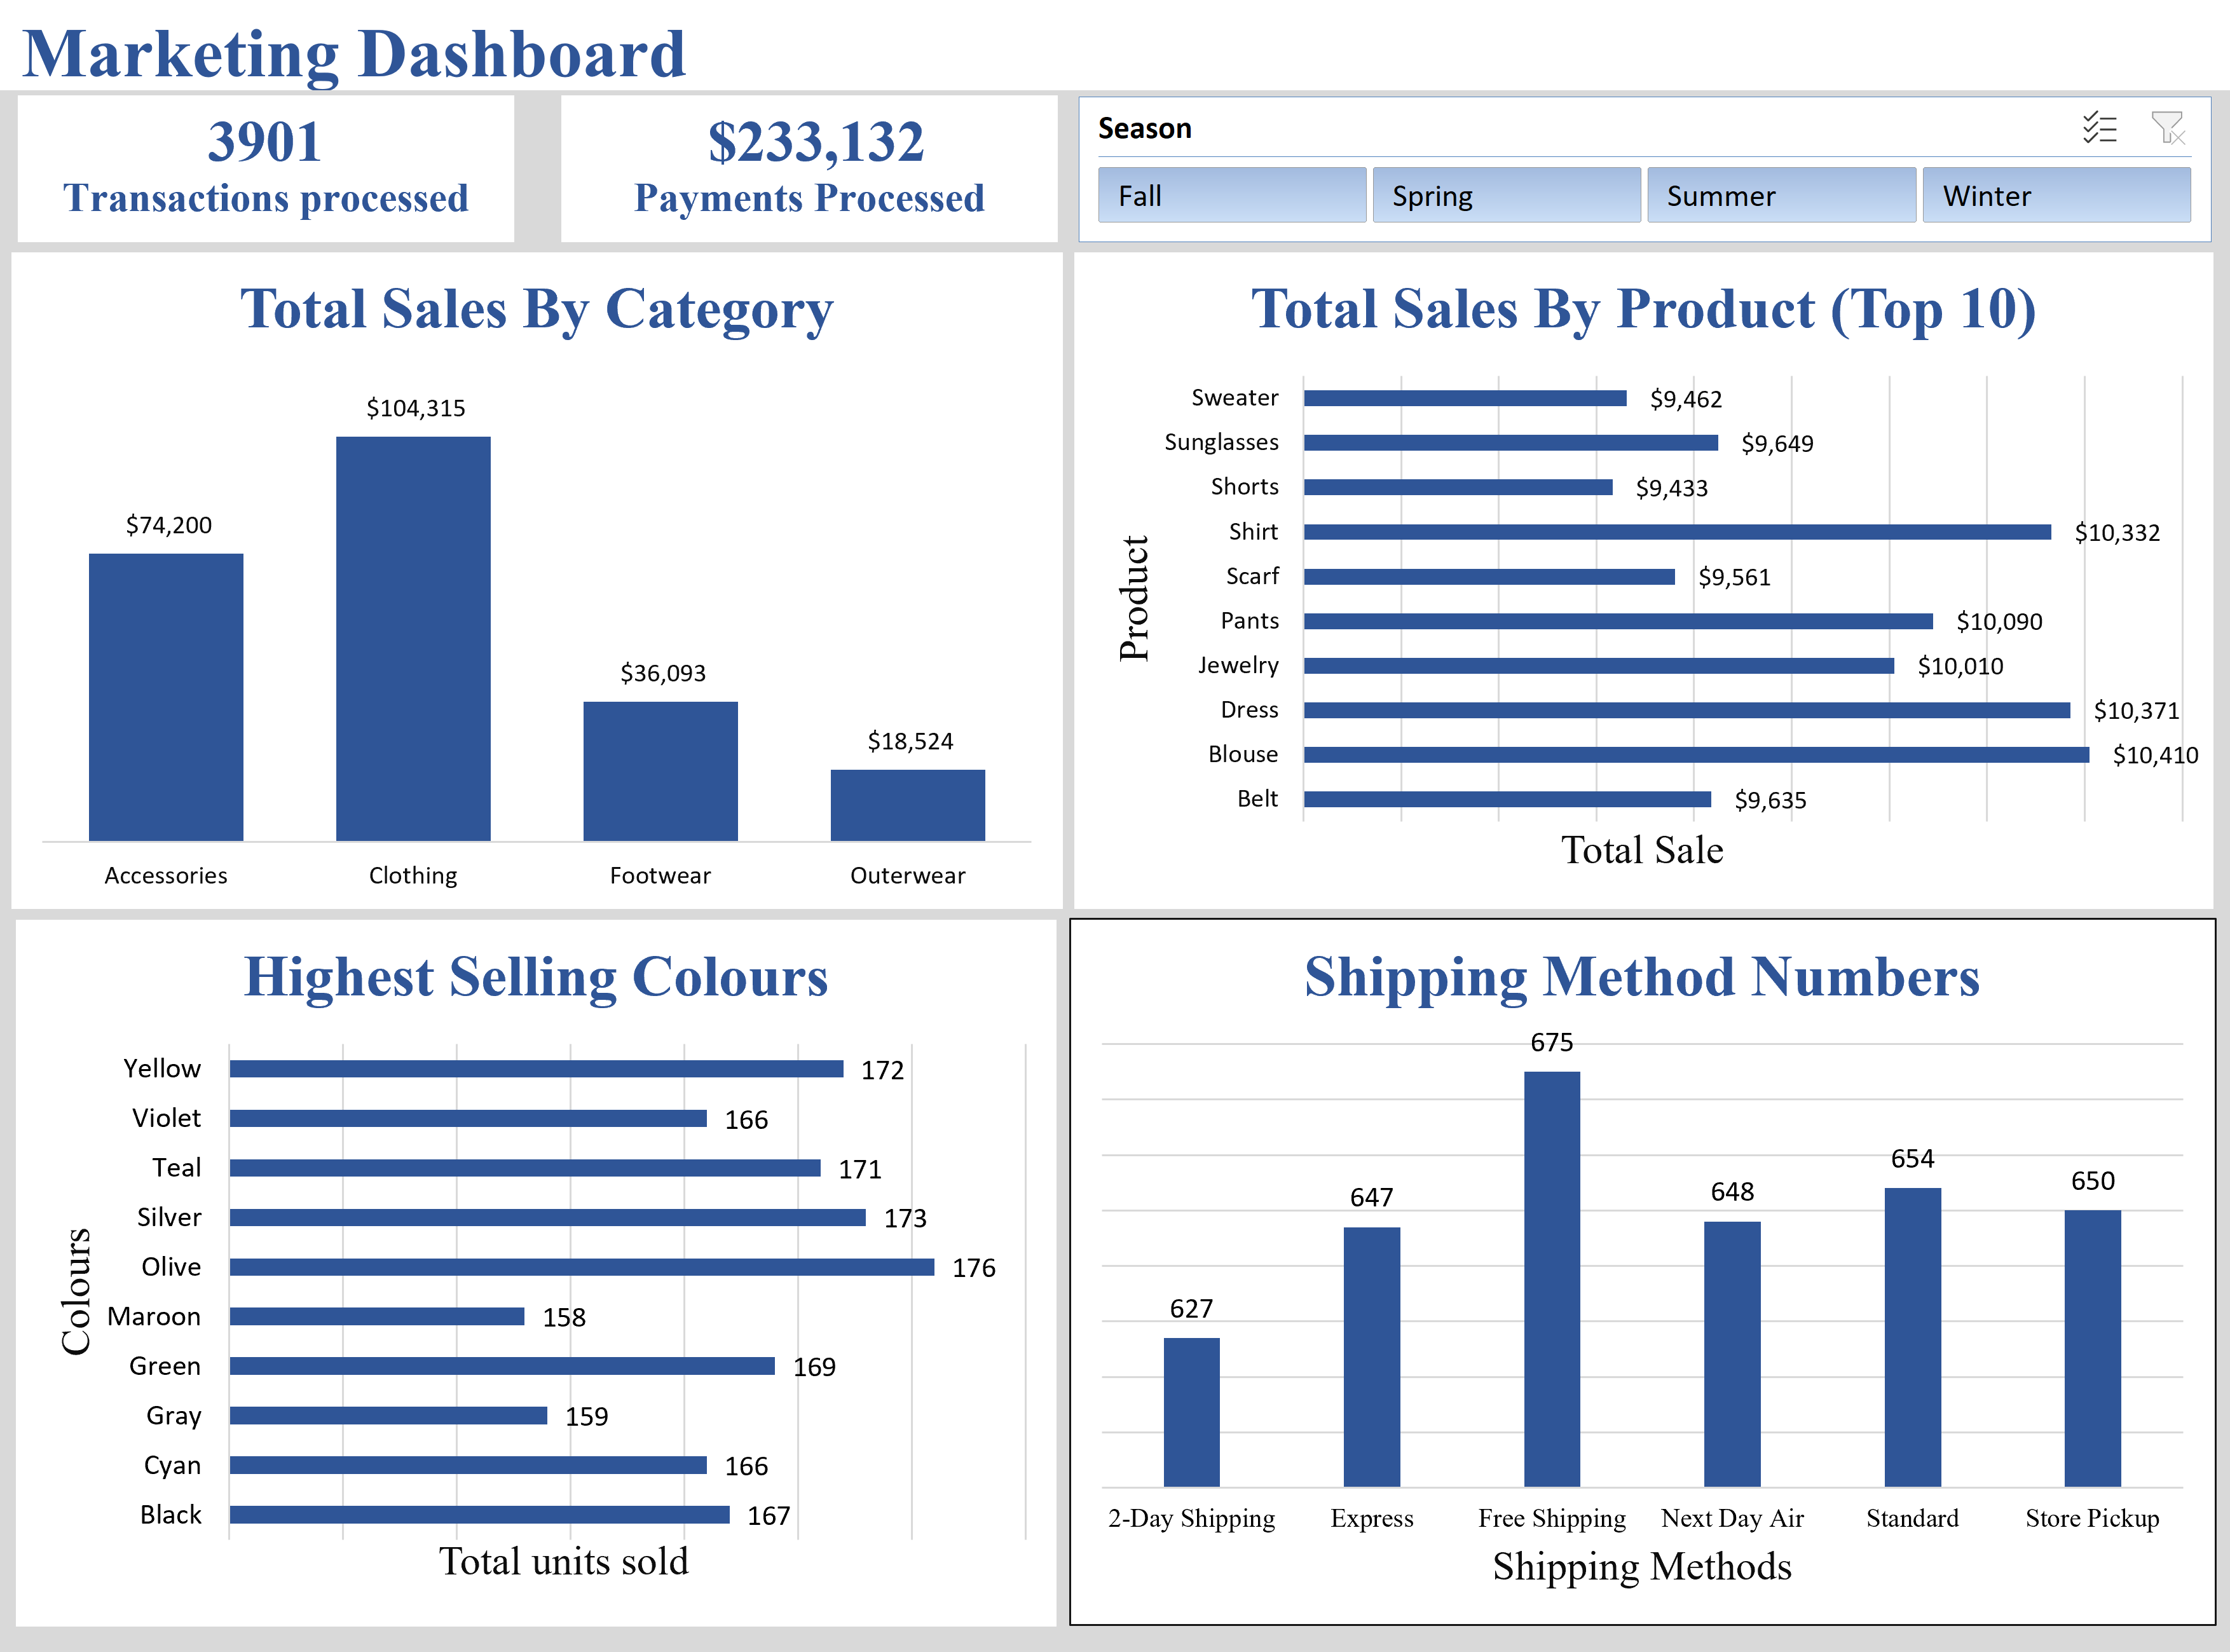 Marketing Dashboard
3901
Transactions processed
$233,132
Payments Processed
Season
Fall
Spring
Summer
Winter
Total Sales By Category
$74,200
$104,315
$36,093
$18,524
Accessories
Clothing
Footwear
Outerwear
Total Sales By Product (Top 10)
Product
Sweater $9,462
Sunglasses $9,649
Shorts $9,433
Shirt $10,332
Scarf $9,561
Pants $10,090
Jewelry $10,010
Dress $10,371
Blouse $10,410
Belt $9,635
Total Sale
Highest Selling Colours
Colours
Yellow 172
Violet 166
Teal 171
Silver 173
Olive 176
Maroon 158
Green 169
Gray 159
Cyan 166
Black 167
Total units sold
Shipping Method Numbers
627
647
675
648
654
650
2-Day Shipping
Express
Free Shipping
Next Day Air
Standard
Store Pickup
Shipping Methods